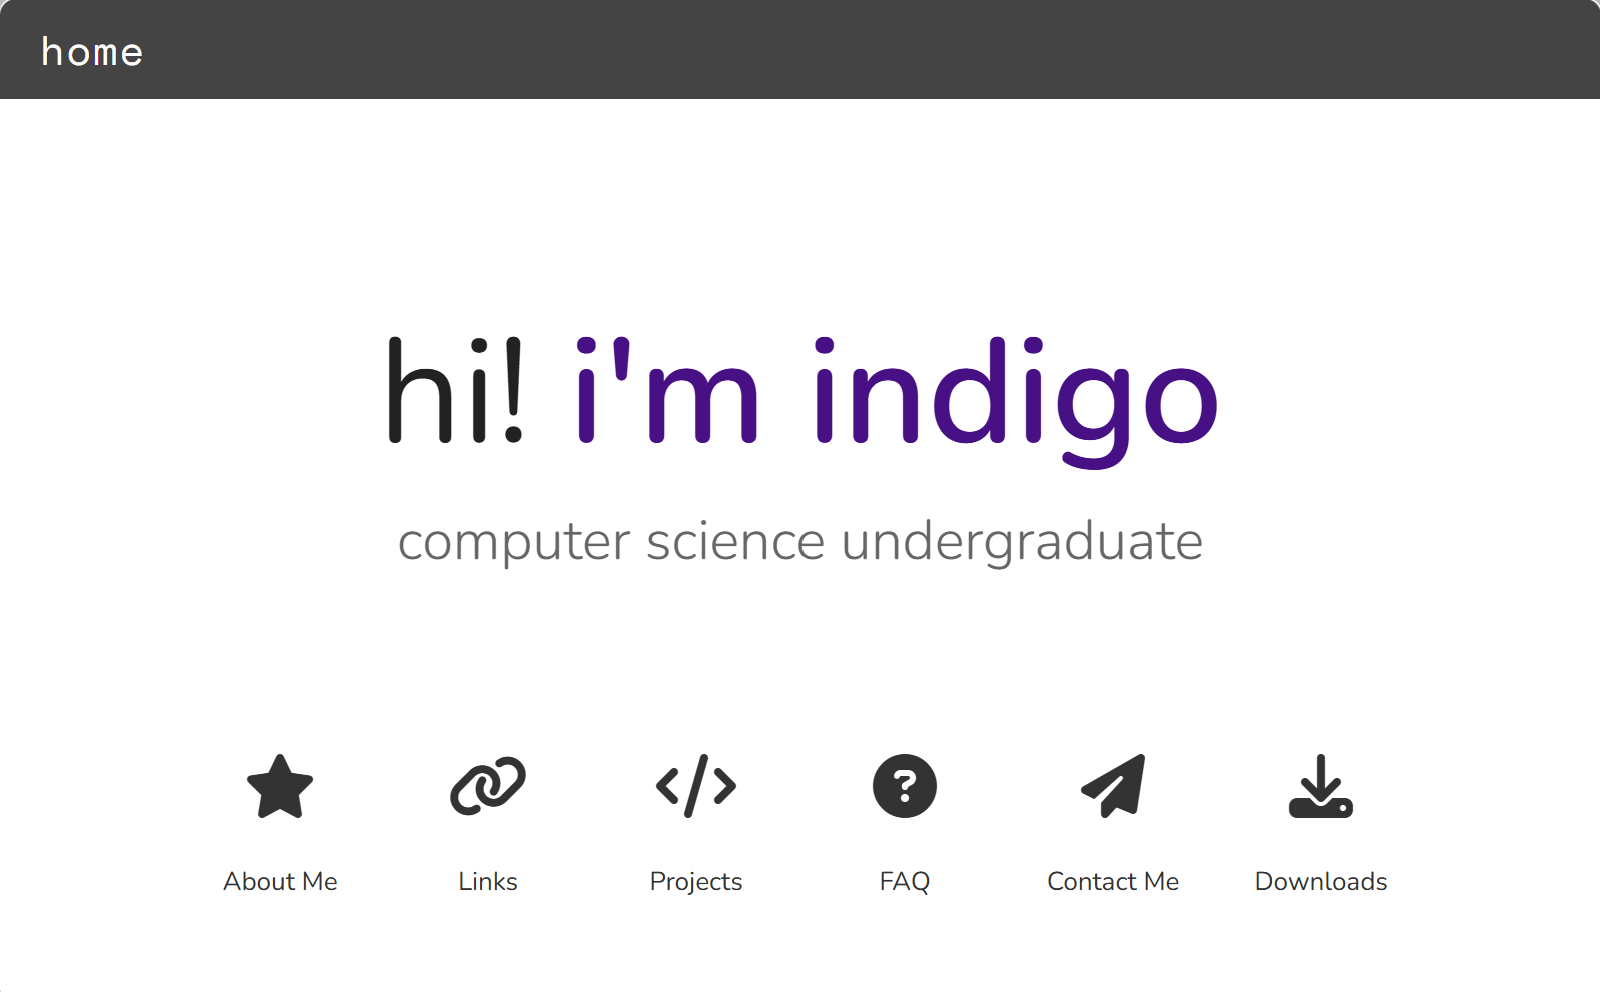 home
hi! i'm indigo
computer science undergraduate
About Me
Links
Projects
FAQ
Contact Me
Downloads